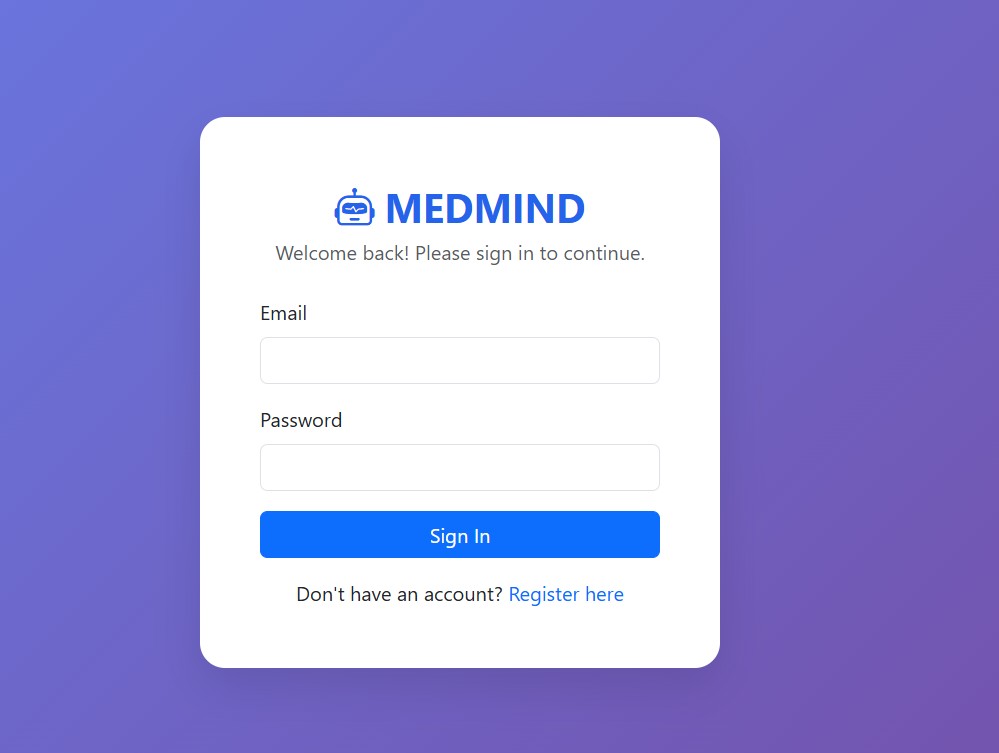 MEDMIND
Welcome back! Please sign in to continue.
Email
Password
Sign In
Don't have an account? Register here